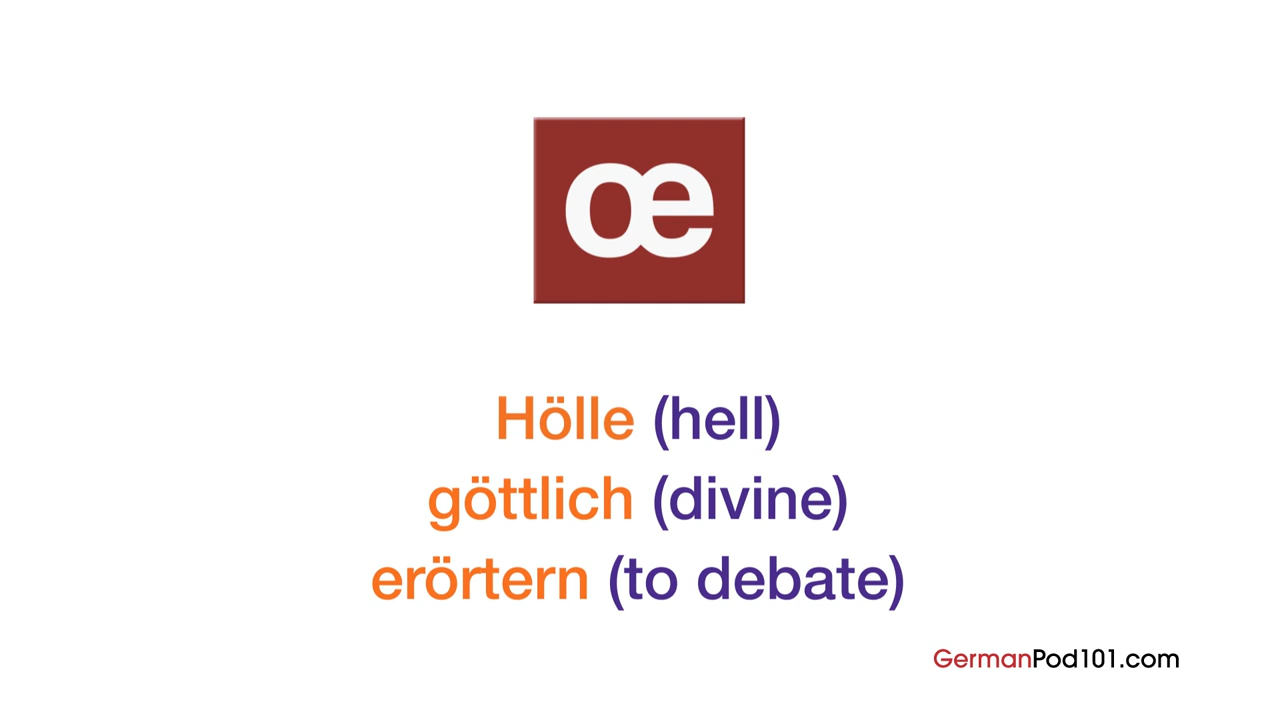 œ
Hölle (hell)
göttlich (divine)
erörtern (to debate)
GermanPod101.com